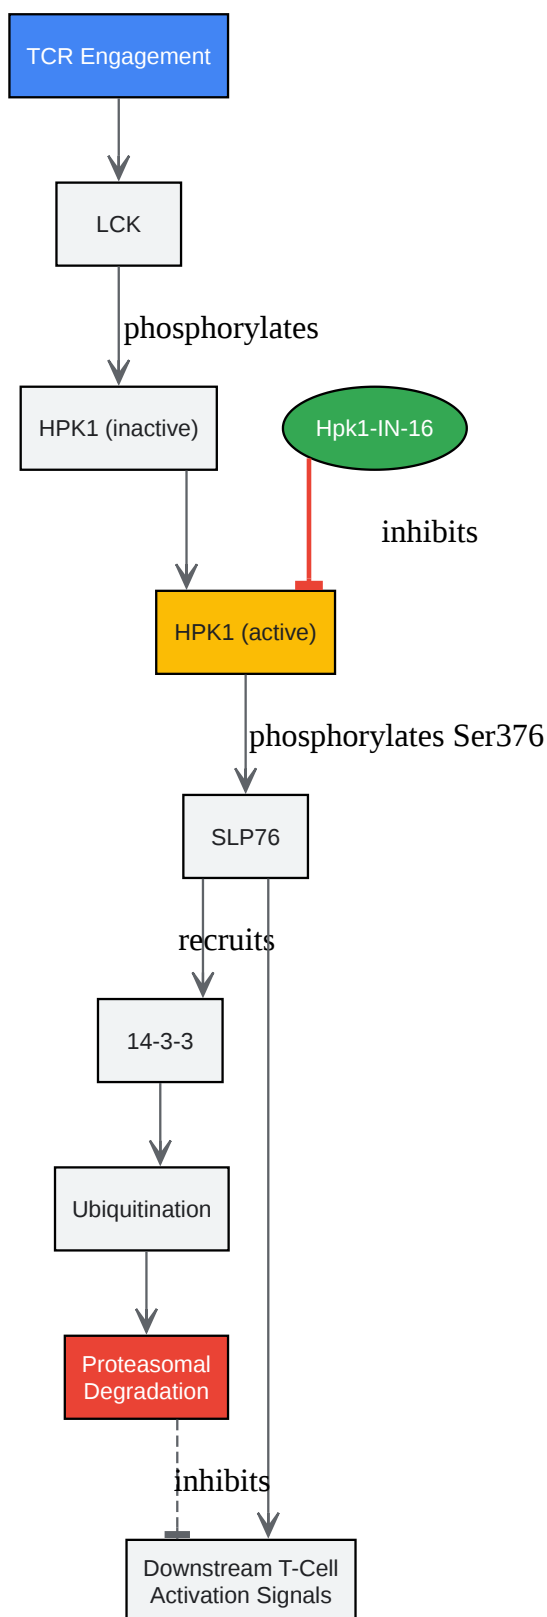 TCR Engagement
LCK
phosphorylates
HPK1 (inactive)
Hpk1-IN-16
inhibits
HPK1 (active)
phosphorylates Ser376
SLP76
recruits
14-3-3
Ubiquitination
Proteasomal
Degradation
inhibits
Downstream T-Cell
Activation Signals